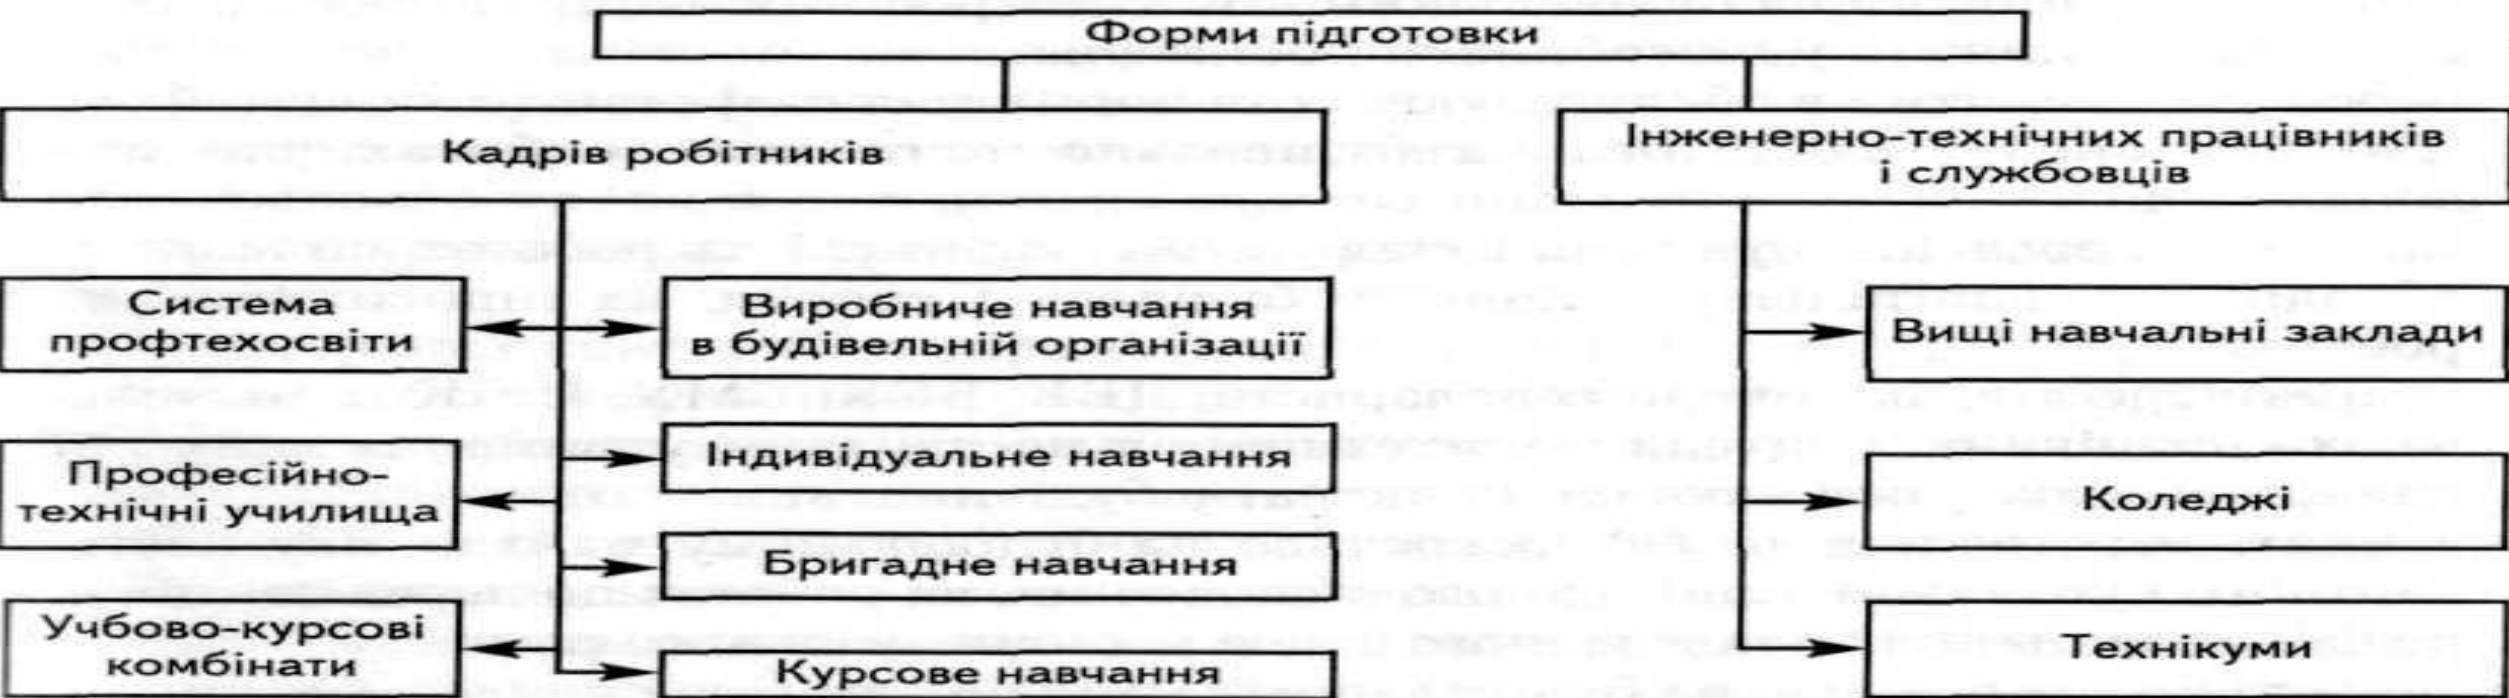 Форми підготовки
Кадрів робітників
Інженерно-технічних працівників
і службовців
Система
профтехосвіти
Виробниче навчання
в будівельній організації
Вищі навчальні заклади
Професійно-
технічні училища
Індивідуальне навчання
Коледжі
Бригадне навчання
Учбово-курсові
комбінати
Курсове навчання
Технікуми